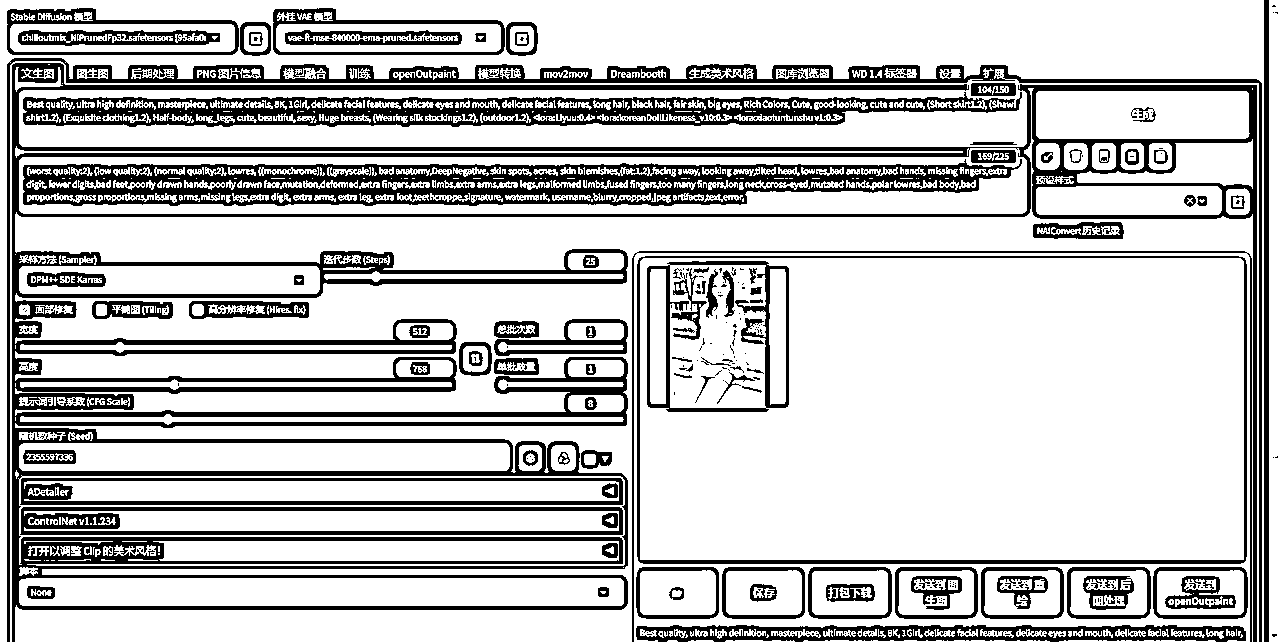 Stable Diffusion 模型
外挂 VAE 模型
chilloutmix_NiPrunedFp32.safetensors [95afa0
vae-ft-mse-840000-ema-pruned.safetensors
文生图 图生图 后期处理 PNG 图片信息 模型融合 训练 openOutpaint 模型转换 mov2mov Dreambooth 生成美术风格 图库浏览器 WD 1.4 标签器 设置 扩展
104/150
Best quality, ultra high definition, masterpiece, ultimate details, 8K, 1Girl, delicate facial features, delicate eyes and mouth, delicate facial features, long hair, black hair, fair skin, big eyes, Rich Colors, Cute, good-looking, cute and cute, (Short skirt1.2), (Shawl
shirt1.2), (Exquisite clothing1.2), Half-body, long_legs, cute, beautiful, sexy, Huge breasts, (Wearing silk stockings1.2), (outdoor1.2), <lora:Liyuu:0.4> <lora:koreanDollLikeness_v10:0.3> <lora:xiaotuntunshu v1:0.3>
生成
169/225
(worst quality:2), (low quality:2), (normal quality:2), lowres, ((monochrome)), ((grayscale)), bad anatomy,DeepNegative, skin spots, acnes, skin blemishes,(fat:1.2),facing away, looking away,tilted head, lowres,bad anatomy,bad hands, missing fingers,extra
digit, fewer digits,bad feet,poorly drawn hands,poorly drawn face,mutation,deformed,extra fingers,extra limbs,extra arms,extra legs,malformed limbs,fused fingers,too many fingers,long neck,cross-eyed,mutated hands,polar lowres,bad body,bad
proportions,gross proportions,missing arms,missing legs,extra digit, extra arms, extra leg, extra foot,teethcroppe,signature, watermark, username,blurry,cropped,jpeg artifacts,text,error,
预设样式
NAIConvert历史记录
采样方法 (Sampler)
迭代步数 (Steps)
25
DPM++ SDE Karras
面部修复 平铺图 (Tiling) 高分辨率修复 (Hires. fix)
宽度
512
总批次数
1
高度
768
单批数量
1
提示词引导系数 (CFG Scale)
8
随机数种子 (Seed)
2355597336
ADetailer
ControlNet v1.1.234
打开以调整 Clip 的美术风格!
脚本
None
保存
打包下载
发送到 图生图
发送到 重绘
发送到 后期处理
发送到 openOutpaint
Best quality, ultra high definition, masterpiece, ultimate details, 8K, 1Girl, delicate facial features, delicate eyes and mouth, delicate facial features, long hair,